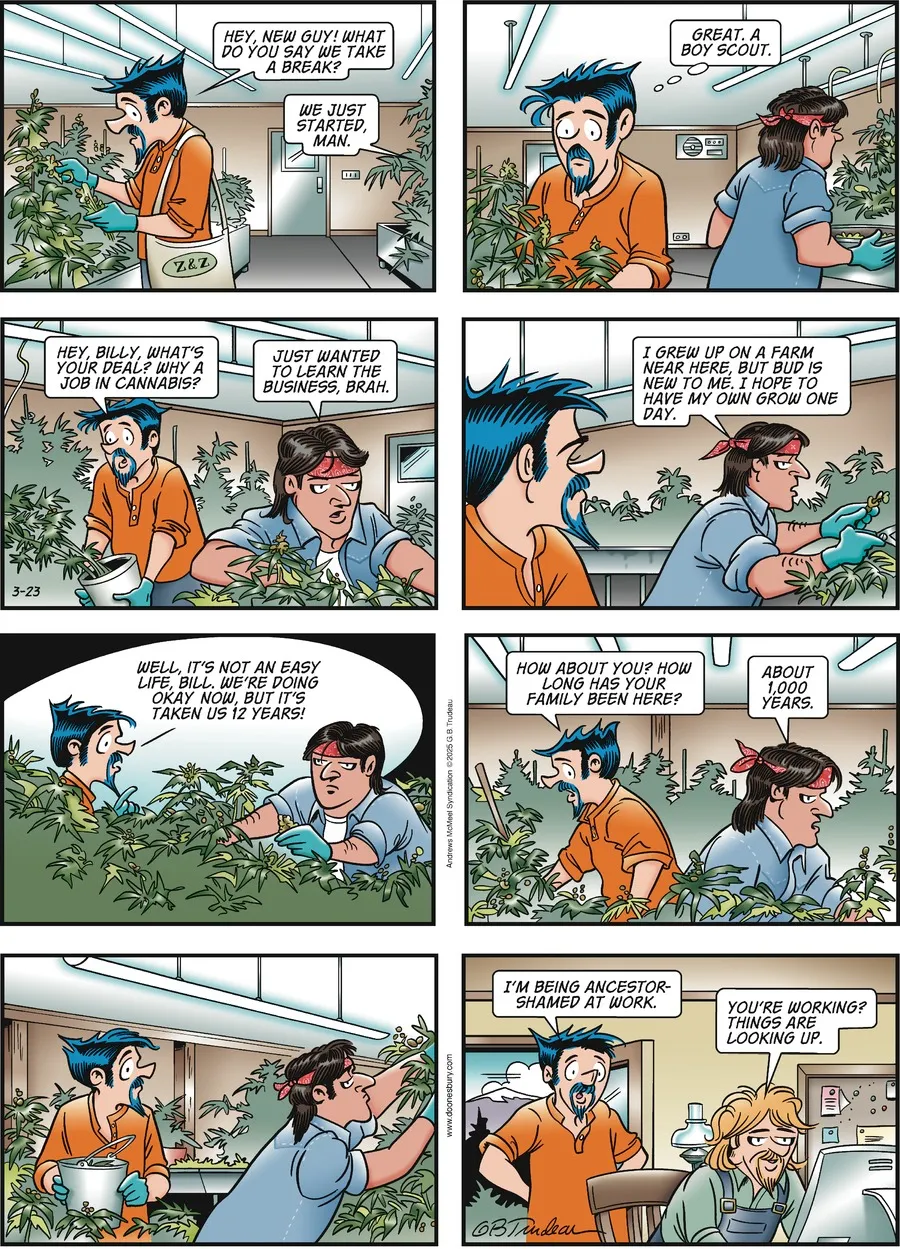 HEY, NEW GUY! WHAT
DO YOU SAY WE TAKE
A BREAK?
WE JUST
STARTED,
MAN.
Z&Z
GREAT. A
BOY SCOUT.
HEY, BILLY, WHAT'S
YOUR DEAL? WHY A
JOB IN CANNABIS?
JUST WANTED
TO LEARN THE
BUSINESS, BRAH.
3-23
I GREW UP ON A FARM
NEAR HERE, BUT BUD IS
NEW TO ME. I HOPE TO
HAVE MY OWN GROW ONE
DAY.
WELL, IT'S NOT AN EASY
LIFE, BILL. WE'RE DOING
OKAY NOW, BUT IT'S
TAKEN US 12 YEARS!
Andrews McMeel Syndication © 2025 G B Trudeau
HOW ABOUT YOU? HOW
LONG HAS YOUR
FAMILY BEEN HERE?
ABOUT
1,000
YEARS.
8
www.doonesbury.com
I'M BEING ANCESTOR-
SHAMED AT WORK.
YOU'RE WORKING?
THINGS ARE
LOOKING UP.
GBTrudeau